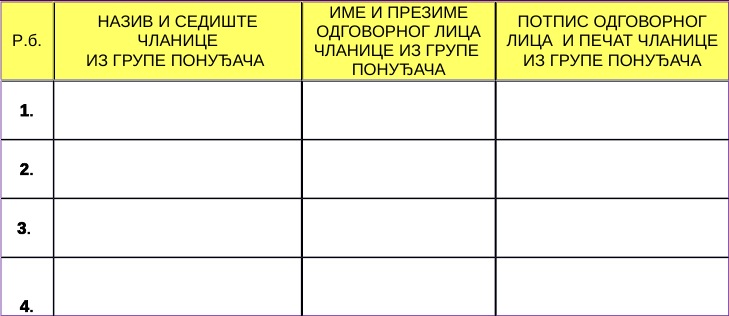 Р.б.
НАЗИВ И СЕДИШТЕ
ЧЛАНИЦЕ
ИЗ ГРУПЕ ПОНУЂАЧА
ИМЕ И ПРЕЗИМЕ
ОДГОВОРНОГ ЛИЦА
ЧЛАНИЦЕ ИЗ ГРУПЕ
ПОНУЂАЧА
ПОТПИС ОДГОВОРНОГ
ЛИЦА И ПЕЧАТ ЧЛАНИЦЕ
ИЗ ГРУПЕ ПОНУЂАЧА
1.
2.
3.
4.